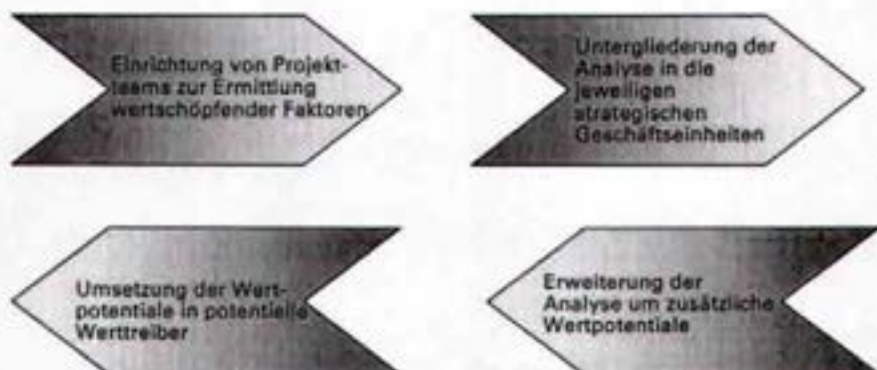 Einrichtung von Projekt-
teams zur Ermittlung
wertschöpfender Faktoren
Untergliederung der
Analyse in die
jeweiligen
strategischen
Geschäftseinheiten
Umsetzung der Wert-
potentiale in potentielle
Werttreiber
Erweiterung der
Analyse um zusätzliche
Wertpotentiale